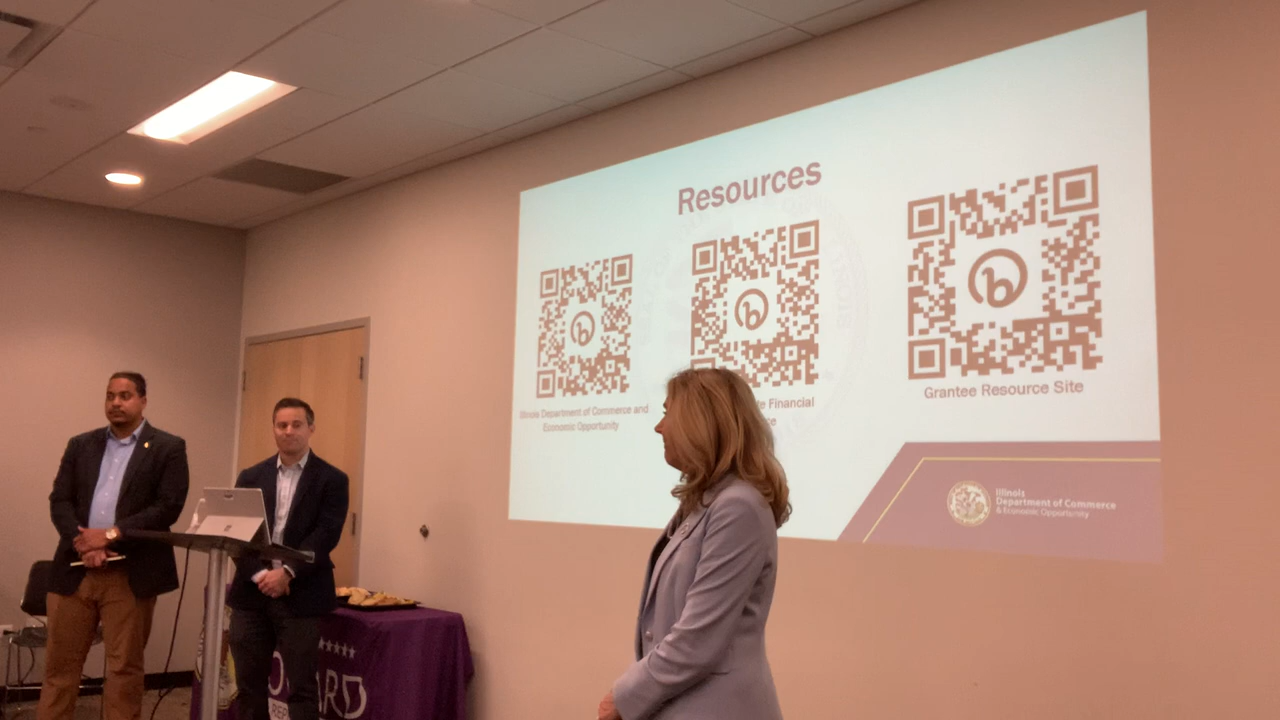 Resources
Illinois Department of Commerce and
Economic Opportunity
Financial
Grantee Resource Site
Illinois
Department of Commerce
& Economic Opportunity